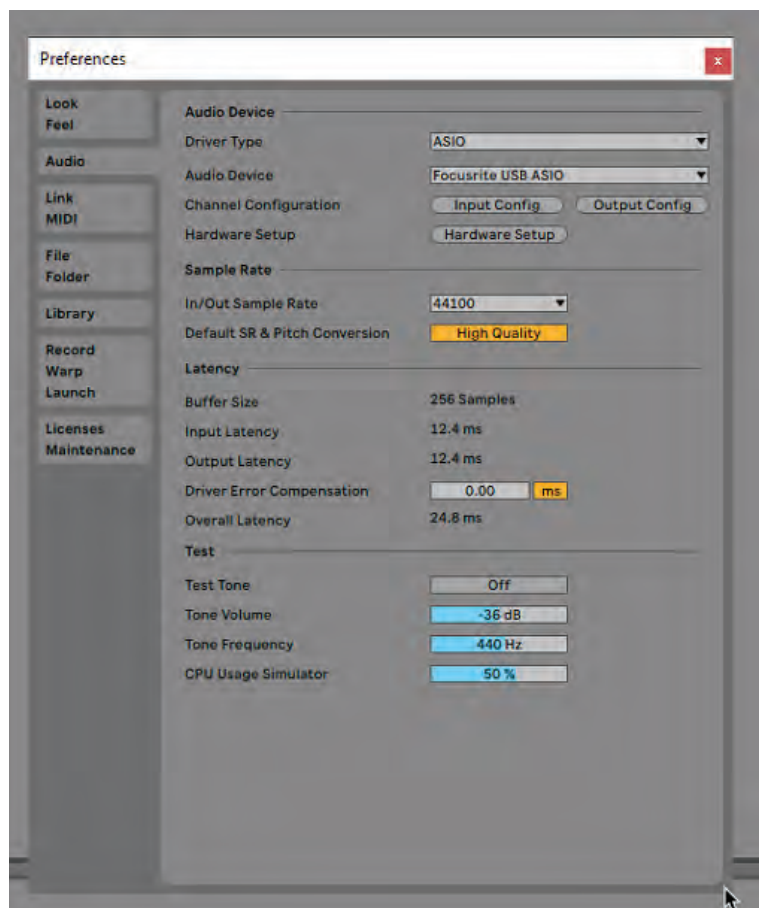 Preferences
x
Look
Feel
Audio
Link
MIDI
File
Folder
Library
Record
Warp
Launch
Licenses
Maintenance
Audio Device
Driver Type ASIO
Audio Device Focusrite USB ASIO
Channel Configuration Input Config Output Config
Hardware Setup Hardware Setup
Sample Rate
In/Out Sample Rate 44100
Default SR & Pitch Conversion High Quality
Latency
Buffer Size 256 Samples
Input Latency 12.4 ms
Output Latency 12.4 ms
Driver Error Compensation 0.00 ms
Overall Latency 24.8 ms
Test
Test Tone Off
Tone Volume -36 dB
Tone Frequency 440 Hz
CPU Usage Simulator 50 %